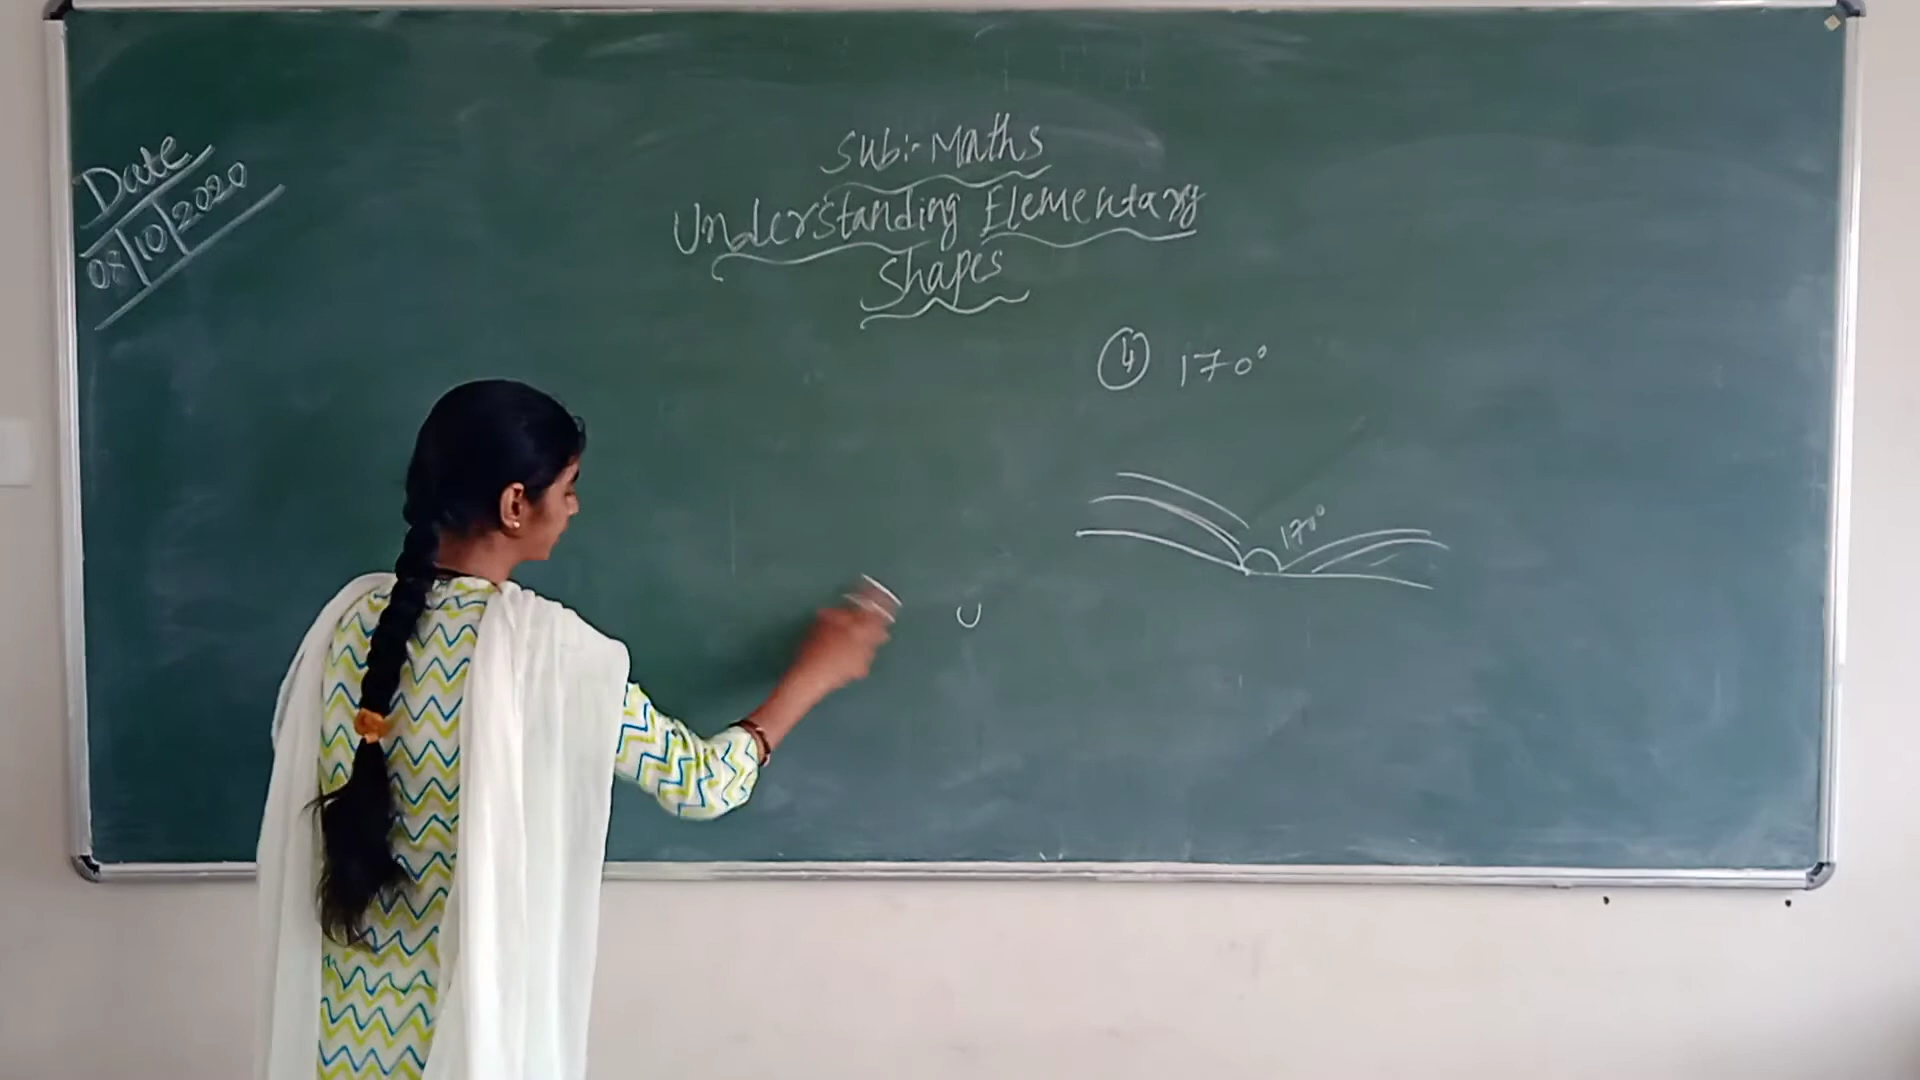 Date
08/10/2020
Sub:- Maths
Understanding Elementary
Shapes
④ 170°
170°